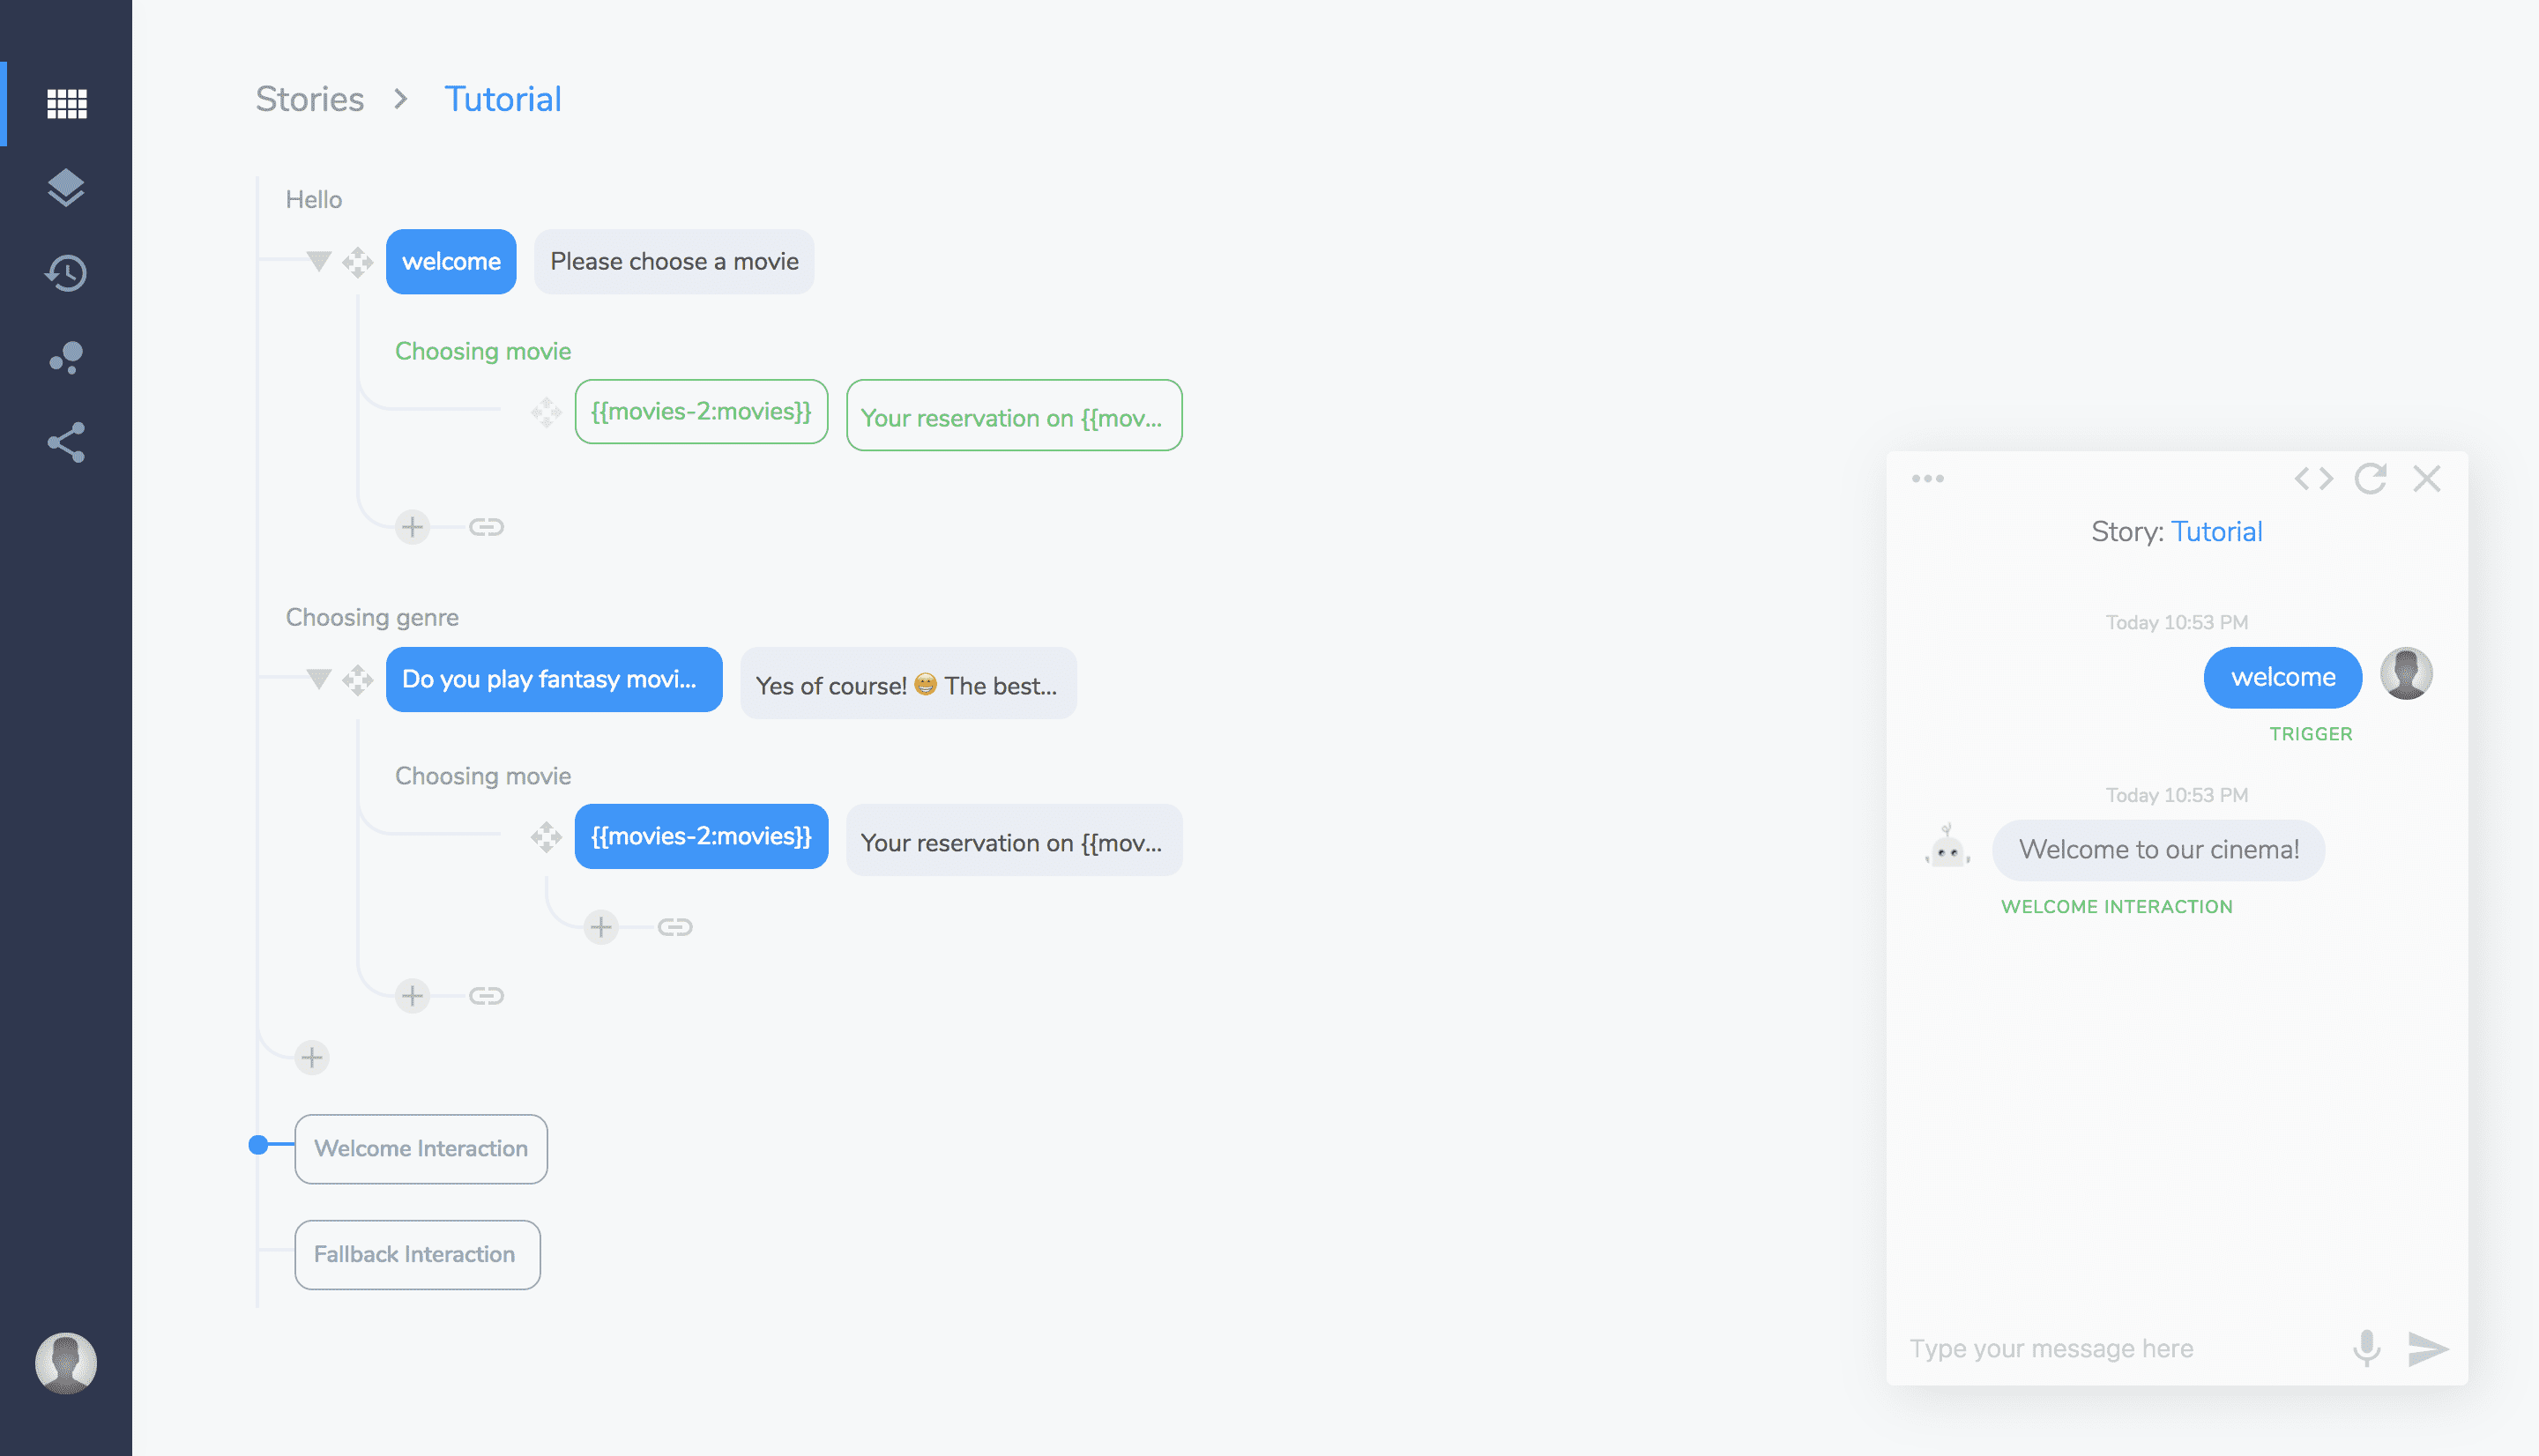 Stories > Tutorial
Hello
welcome
Please choose a movie
Choosing movie
{{movies-2:movies}}
Your reservation on {{mov...
Choosing genre
Do you play fantasy movi...
Yes of course! 😁 The best...
Choosing movie
{{movies-2:movies}}
Your reservation on {{mov...
Welcome Interaction
Fallback Interaction
Story: Tutorial
Today 10:53 PM
welcome
TRIGGER
Today 10:53 PM
Welcome to our cinema!
WELCOME INTERACTION
Type your message here